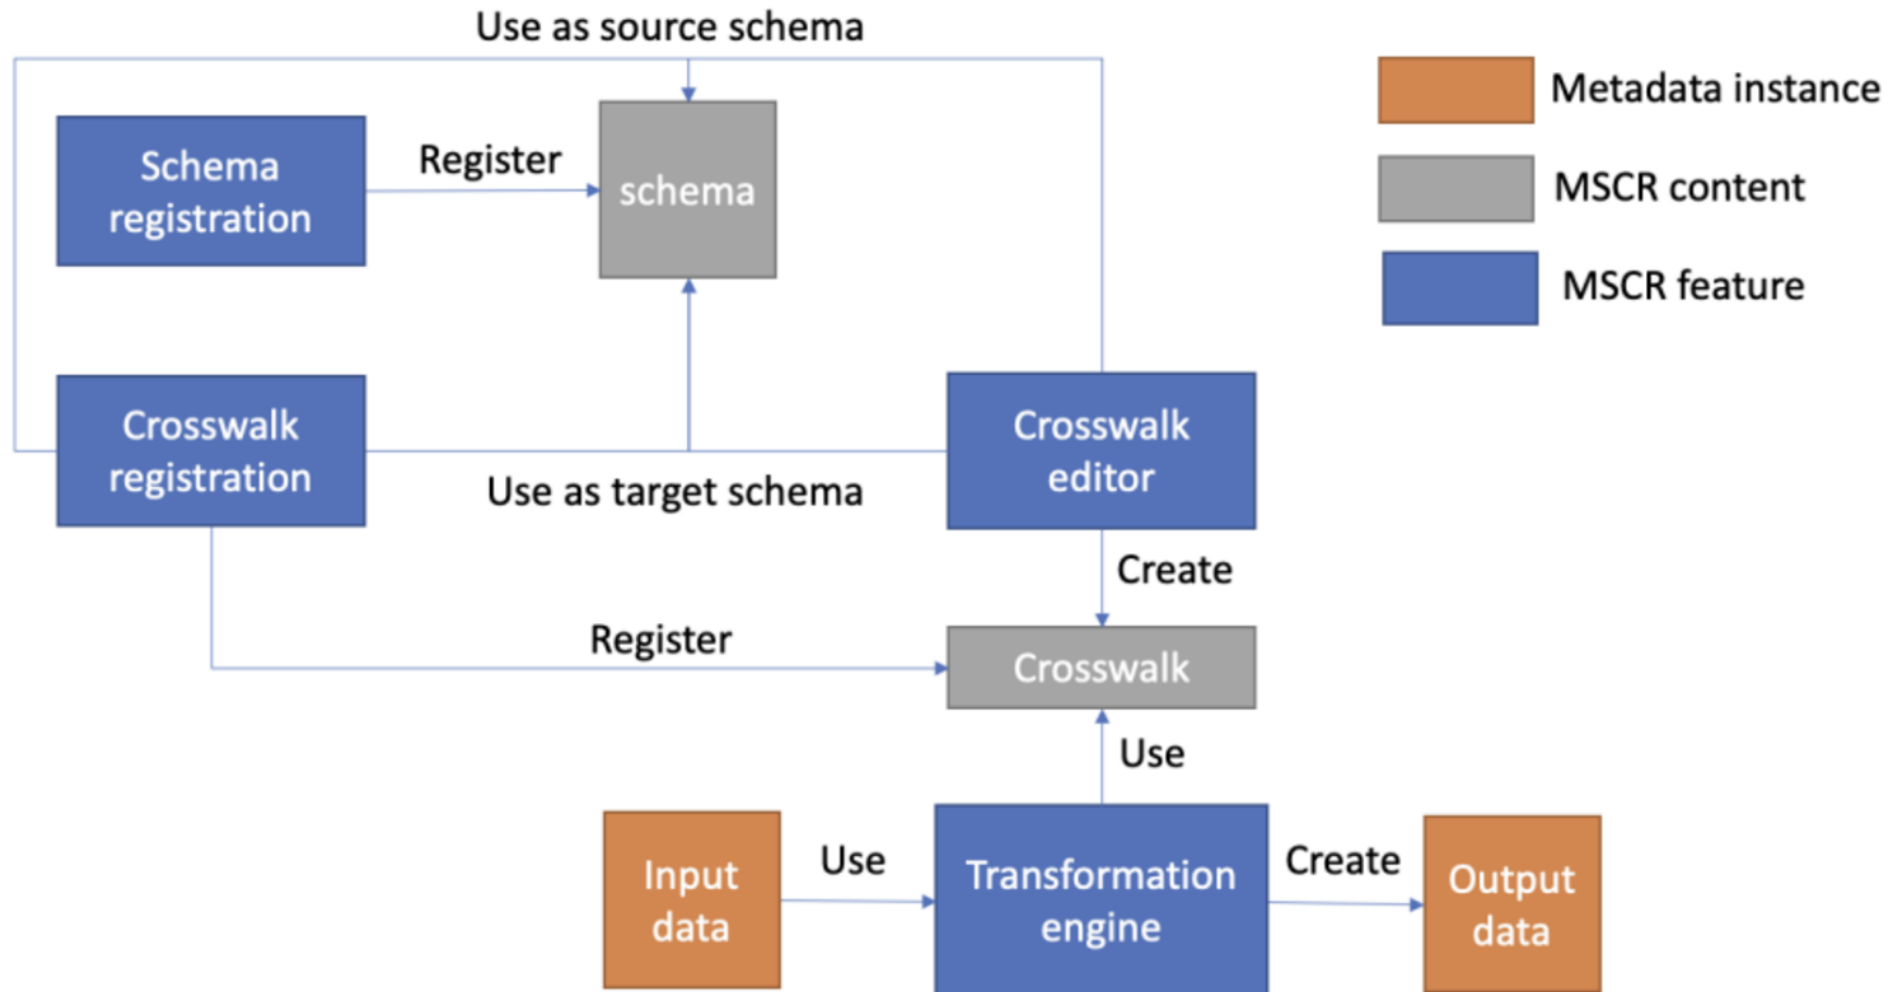 Use as source schema
Metadata instance
Schema
registration
Register
schema
MSCR content
MSCR feature
Crosswalk
registration
Use as target schema
Crosswalk
editor
Create
Register
Crosswalk
Use
Input
data
Use
Transformation
engine
Create
Output
data